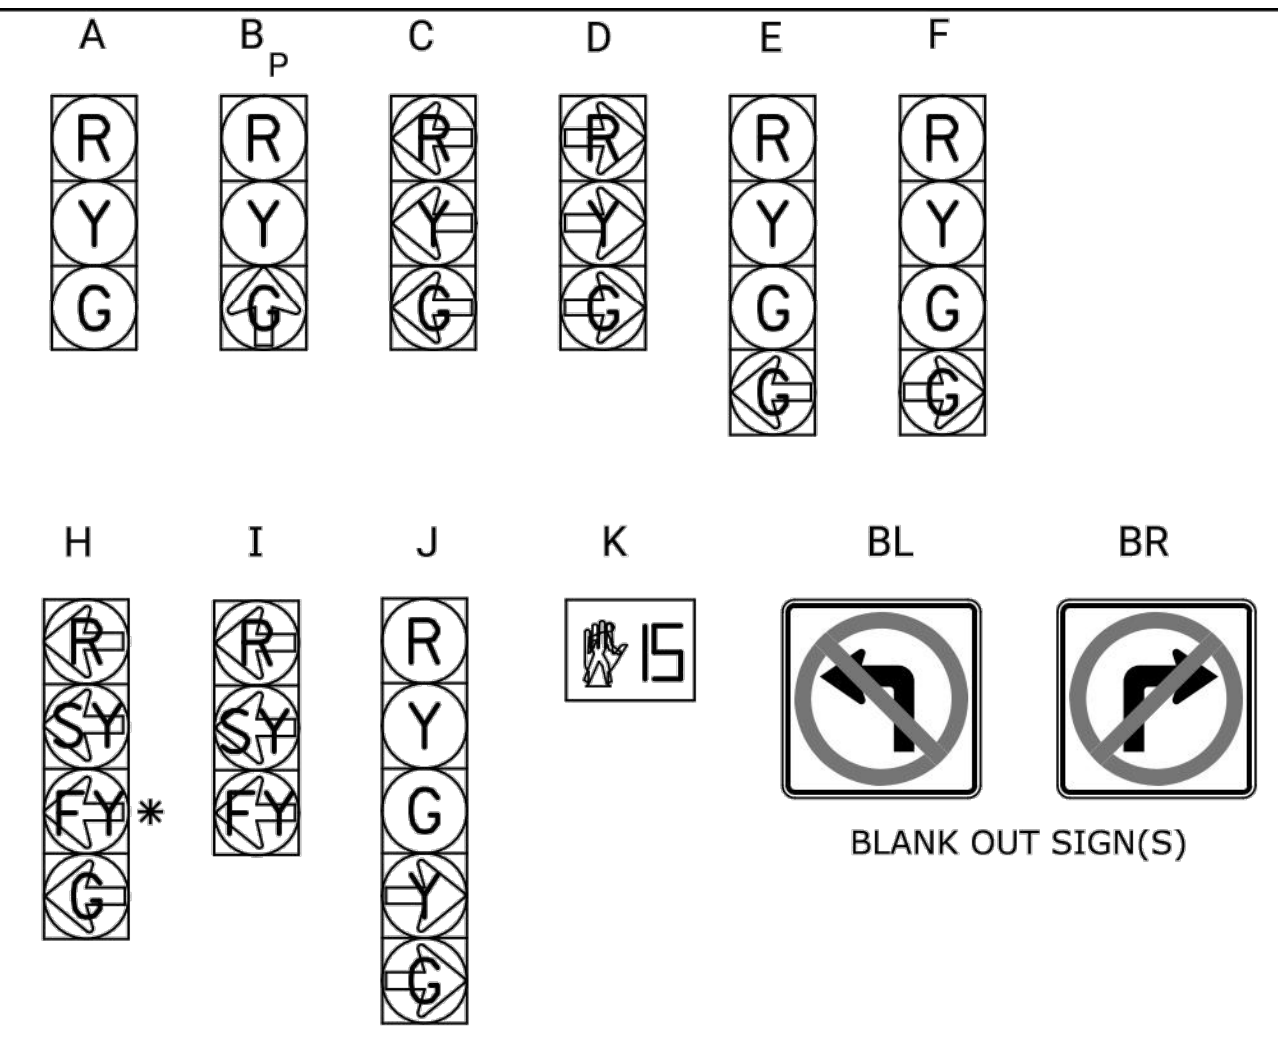 A B P C D E F
R R R R R R
Y Y Y Y Y Y
G G G G G G
G G
H I J K BL BR
R R R 15
SY SY Y
FY* FY G
BLANK OUT SIGN(S)
G Y
G